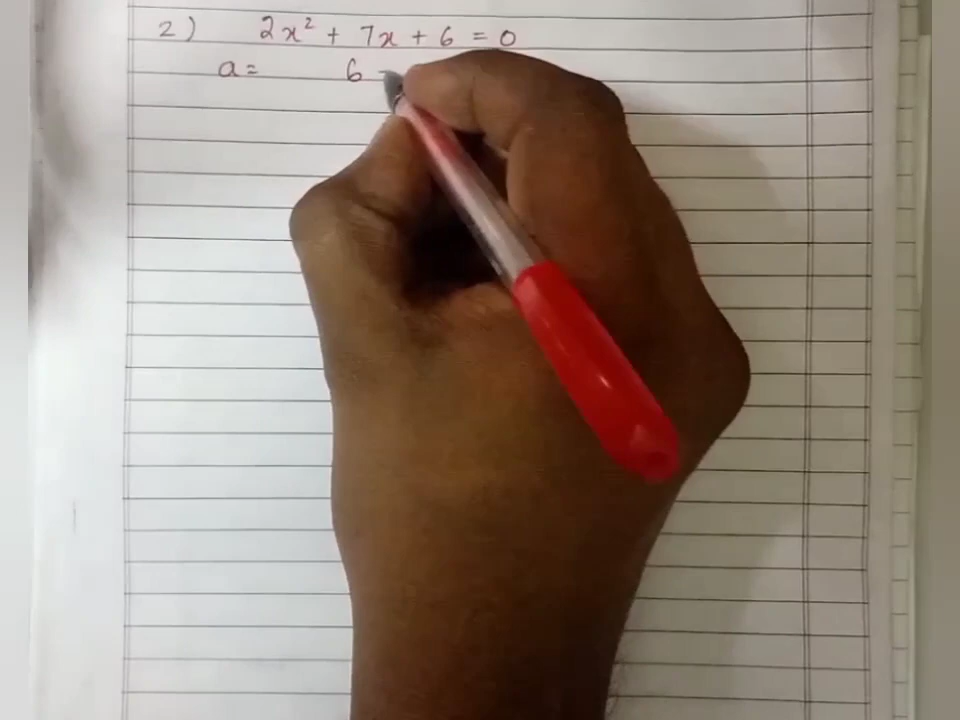 2) 2x² + 7x + 6 = 0
a = 6 -